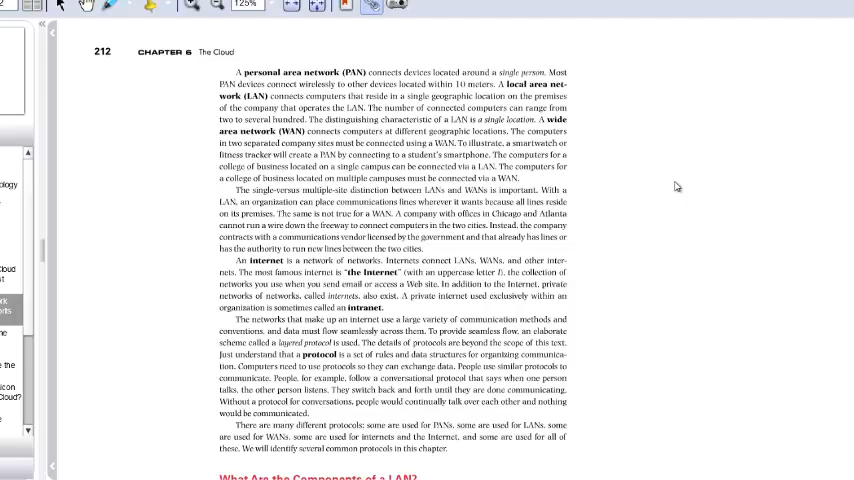 2
125%
212 CHAPTER 6 The Cloud
A personal area network (PAN) connects devices located around a single person. Most
PAN devices connect wirelessly to other devices located within 10 meters. A local area net-
work (LAN) connects computers that reside in a single geographic location on the premises
of the company that operates the LAN. The number of connected computers can range from
two to several hundred. The distinguishing characteristic of a LAN is a single location. A wide
area network (WAN) connects computers at different geographic locations. The computers
in two separated company sites must be connected using a WAN. To illustrate, a smartwatch or
fitness tracker will create a PAN by connecting to a student's smartphone. The computers for a
college of business located on a single campus can be connected via a LAN. The computers for
a college of business located on multiple campuses must be connected via a WAN.
The single-versus multiple-site distinction between LANs and WANs is important. With a
LAN, an organization can place communications lines wherever it wants because all lines reside
on its premises. The same is not true for a WAN. A company with offices in Chicago and Atlanta
cannot run a wire down the freeway to connect computers in the two cities. Instead, the company
contracts with a communications vendor licensed by the government and that already has lines or
has the authority to run new lines between the two cities.
An internet is a network of networks. Internets connect LANs, WANs, and other inter-
nets. The most famous internet is "the Internet" (with an uppercase letter I), the collection of
networks you use when you send email or access a Web site. In addition to the Internet, private
networks of networks, called internets, also exist. A private internet used exclusively within an
organization is sometimes called an intranet.
The networks that make up an internet use a large variety of communication methods and
conventions, and data must flow seamlessly across them. To provide seamless flow, an elaborate
scheme called a layered protocol is used. The details of protocols are beyond the scope of this text.
Just understand that a protocol is a set of rules and data structures for organizing communica-
tion. Computers need to use protocols so they can exchange data. People use similar protocols to
communicate. People, for example, follow a conversational protocol that says when one person
talks, the other person listens. They switch back and forth until they are done communicating.
Without a protocol for conversations, people would continually talk over each other and nothing
would be communicated.
There are many different protocols; some are used for PANs, some are used for LANs, some
are used for WANs, some are used for internets and the Internet, and some are used for all of
these. We will identify several common protocols in this chapter.
What Are the Components of a LAN?
ology
Cloud
st
rk
orts
me
e the
icon
Cloud?
e